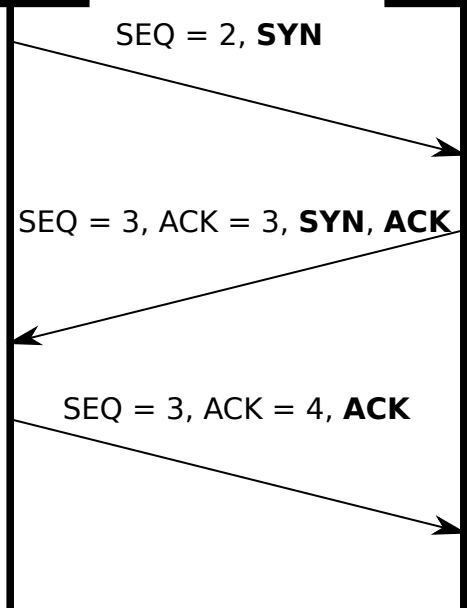 SEQ = 2, SYN
SEQ = 3, ACK = 3, SYN, ACK
SEQ = 3, ACK = 4, ACK